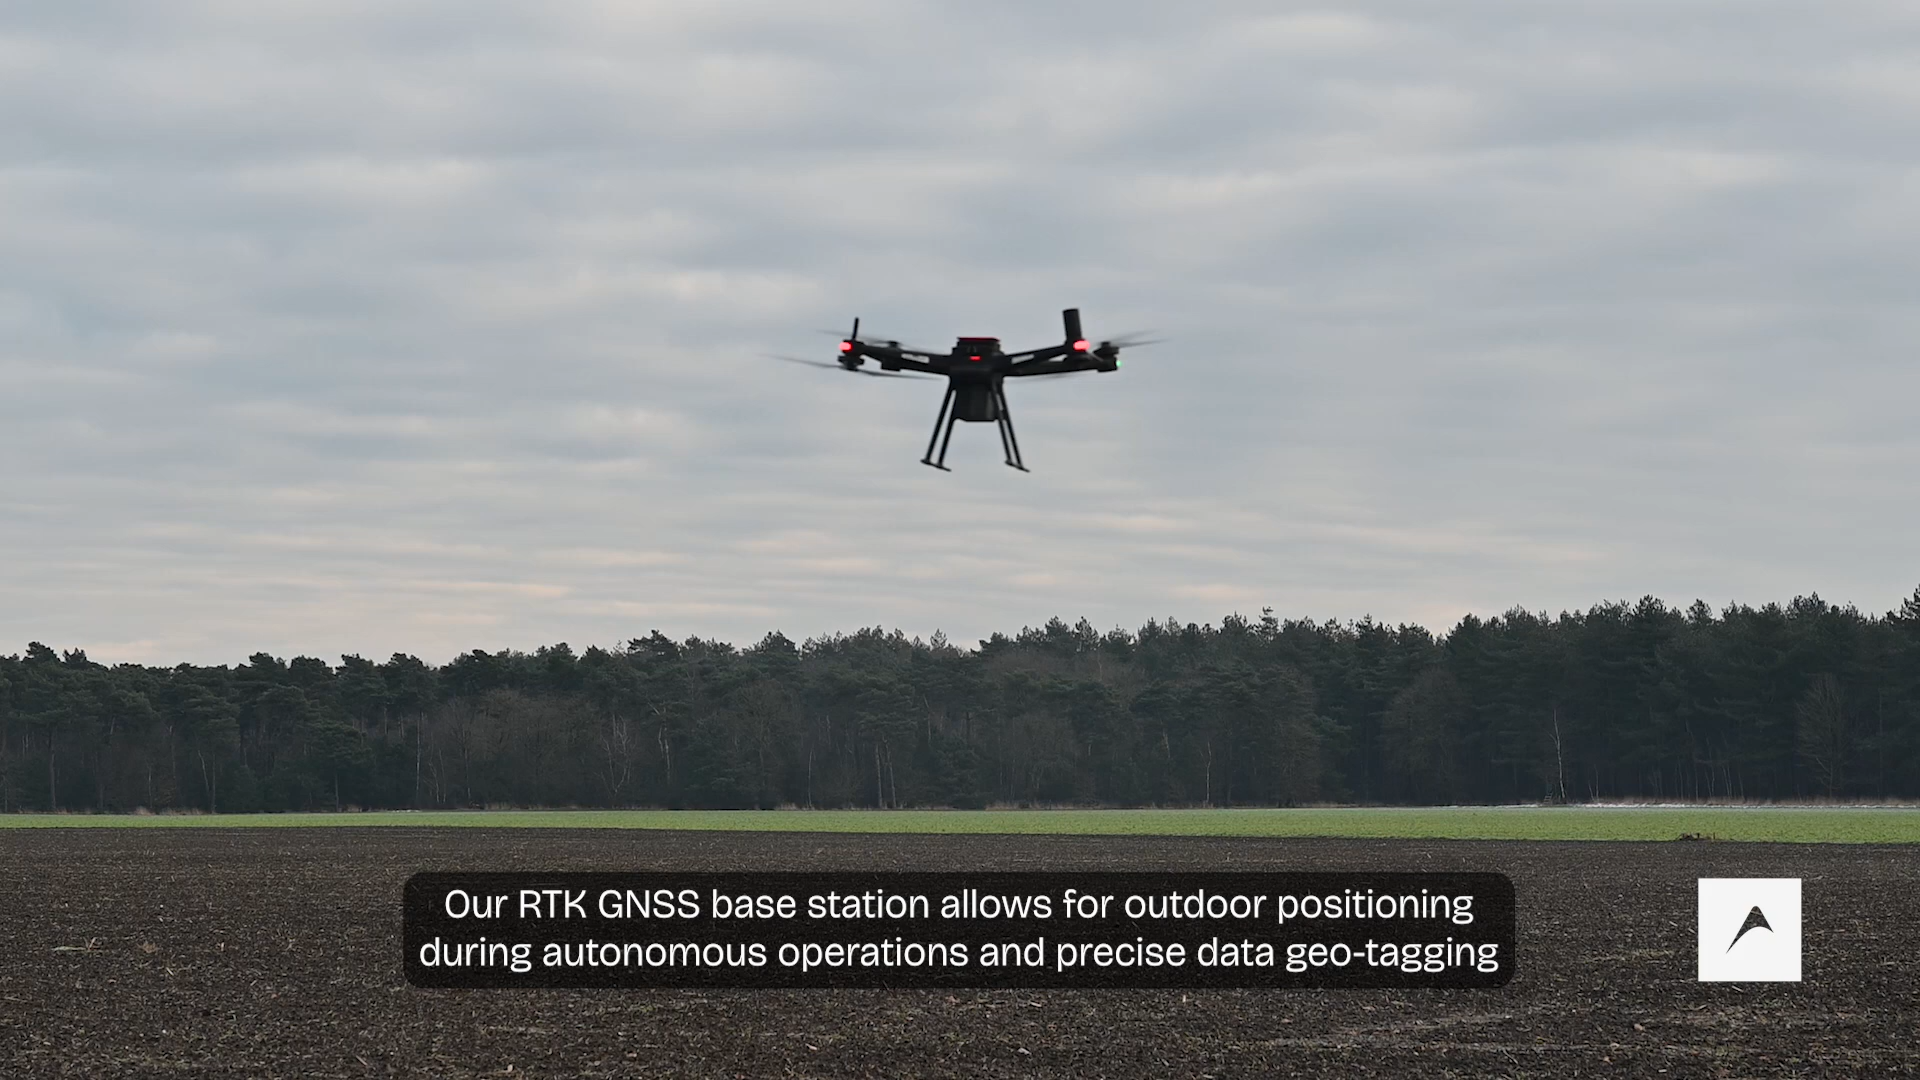 Our RTK GNSS base station allows for outdoor positioning
during autonomous operations and precise data geo-tagging